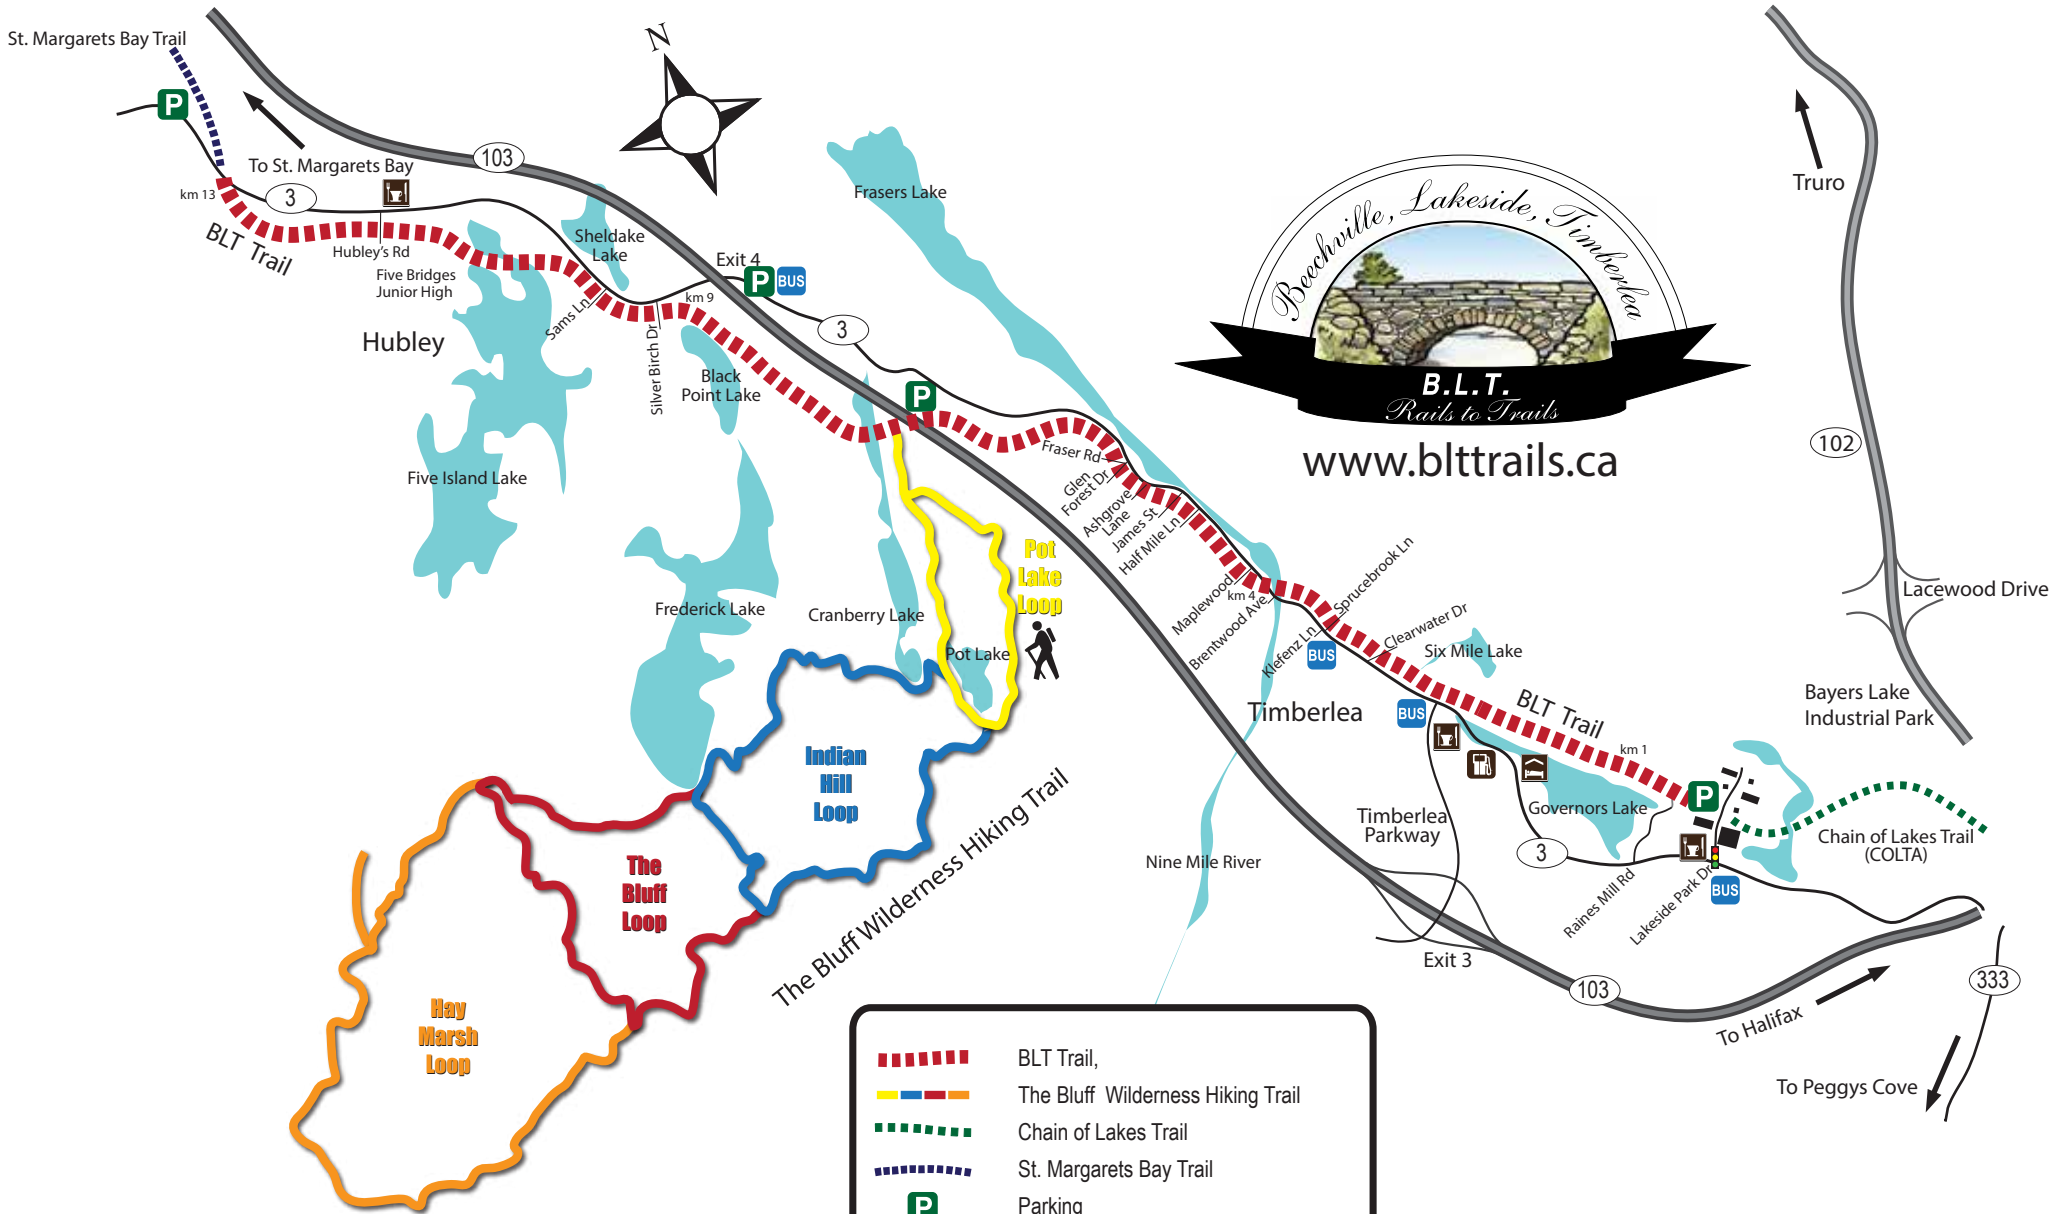 St. Margarets Bay Trail
P
N
To St. Margarets Bay
103
km 13
3
BLT Trail
Hubley's Rd
Five Bridges
Junior High
Hubley
Sheldake
Lake
Sams Ln
Silver Birch Dr
km 9
Exit 4
P
BUS
3
Black
Point Lake
Five Island Lake
Frasers Lake
P
Fraser Rd
Glen
Forest Dr
Ashgrove
Lane
James St
Half Mile Ln
Maplewood
km 4
Brentwood Ave
Klefenz Ln
Sprucebrook Ln
Clearwater Dr
BUS
Six Mile Lake
Timberlea
BUS
BLT Trail
km 1
P
Governors Lake
Timberlea
Parkway
3
Raines Mill Rd
Lakeside Park Dr
BUS
Chain of Lakes Trail
(COLTA)
Exit 3
103
To Halifax
333
To Peggys Cove
Beechville, Lakeside, Timberlea
B.L.T.
Rails to Trails
www.blttrails.ca
Truro
102
Lacewood Drive
Bayers Lake
Industrial Park
Frederick Lake
Cranberry Lake
Pot
Lake
Loop
Pot Lake
Indian
Hill
Loop
The
Bluff
Loop
Hay
Marsh
Loop
The Bluff Wilderness Hiking Trail
Nine Mile River
BLT Trail,
The Bluff Wilderness Hiking Trail
Chain of Lakes Trail
St. Margarets Bay Trail
P
Parking